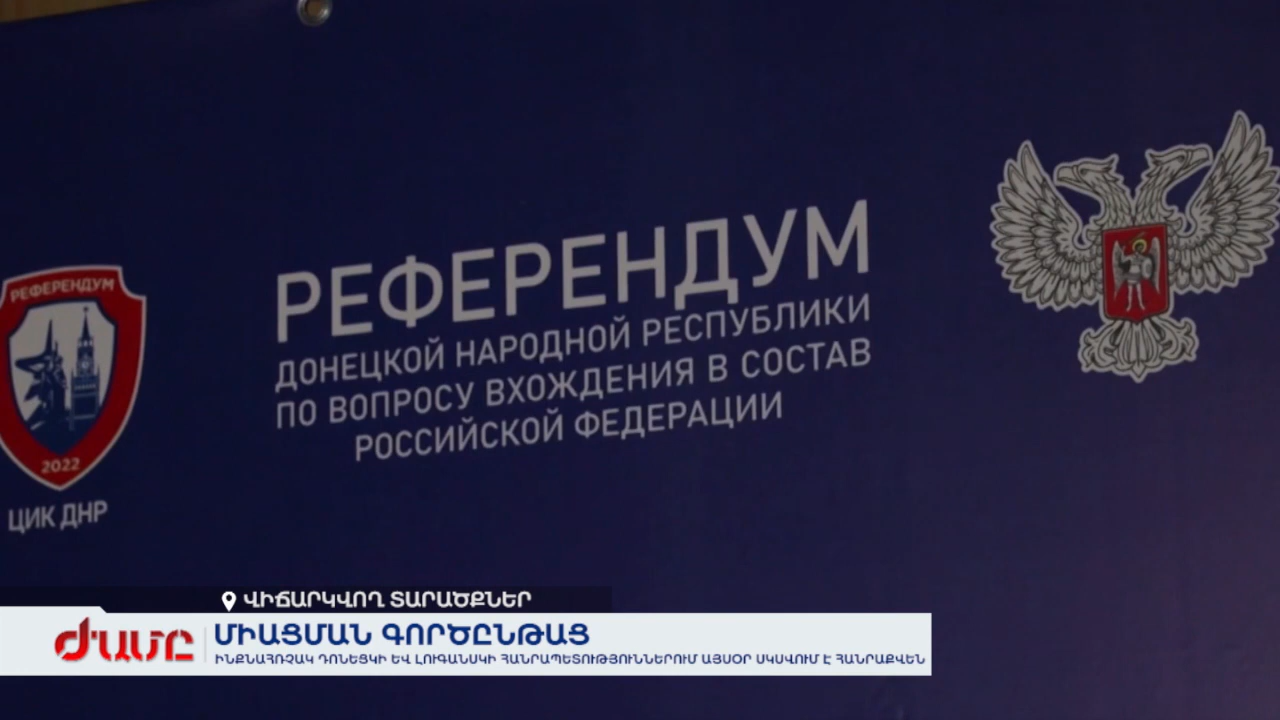 РЕФЕРЕНДУМ
ДОНЕЦКОЙ НАРОДНОЙ РЕСПУБЛИКИ
ПО ВОПРОСУ ВХОЖДЕНИЯ В СОСТАВ
РОССИЙСКОЙ ФЕДЕРАЦИИ
РЕФЕРЕНДУМ
2022
ЦИК ДНР
ՎԻՃԱՐԿՎՈՂ ՏԱՐԱԾՔՆԵՐ
ԺԱՄԸ
ՄԻԱՑՄԱՆ ԳՈՐԾԸՆԹԱՑ
ԻՆՔՆԱՀՌՉԱԿ ԴՈՆԵՑԿԻ ԵՎ ԼՈՒԳԱՆՍԿԻ ՀԱՆՐԱՊԵՏՈՒԹՅՈՒՆՆԵՐՈՒՄ ԱՅՍՕՐ ՍԿՍՎՈՒՄ Է ՀԱՆՐԱՔՎԵՆ